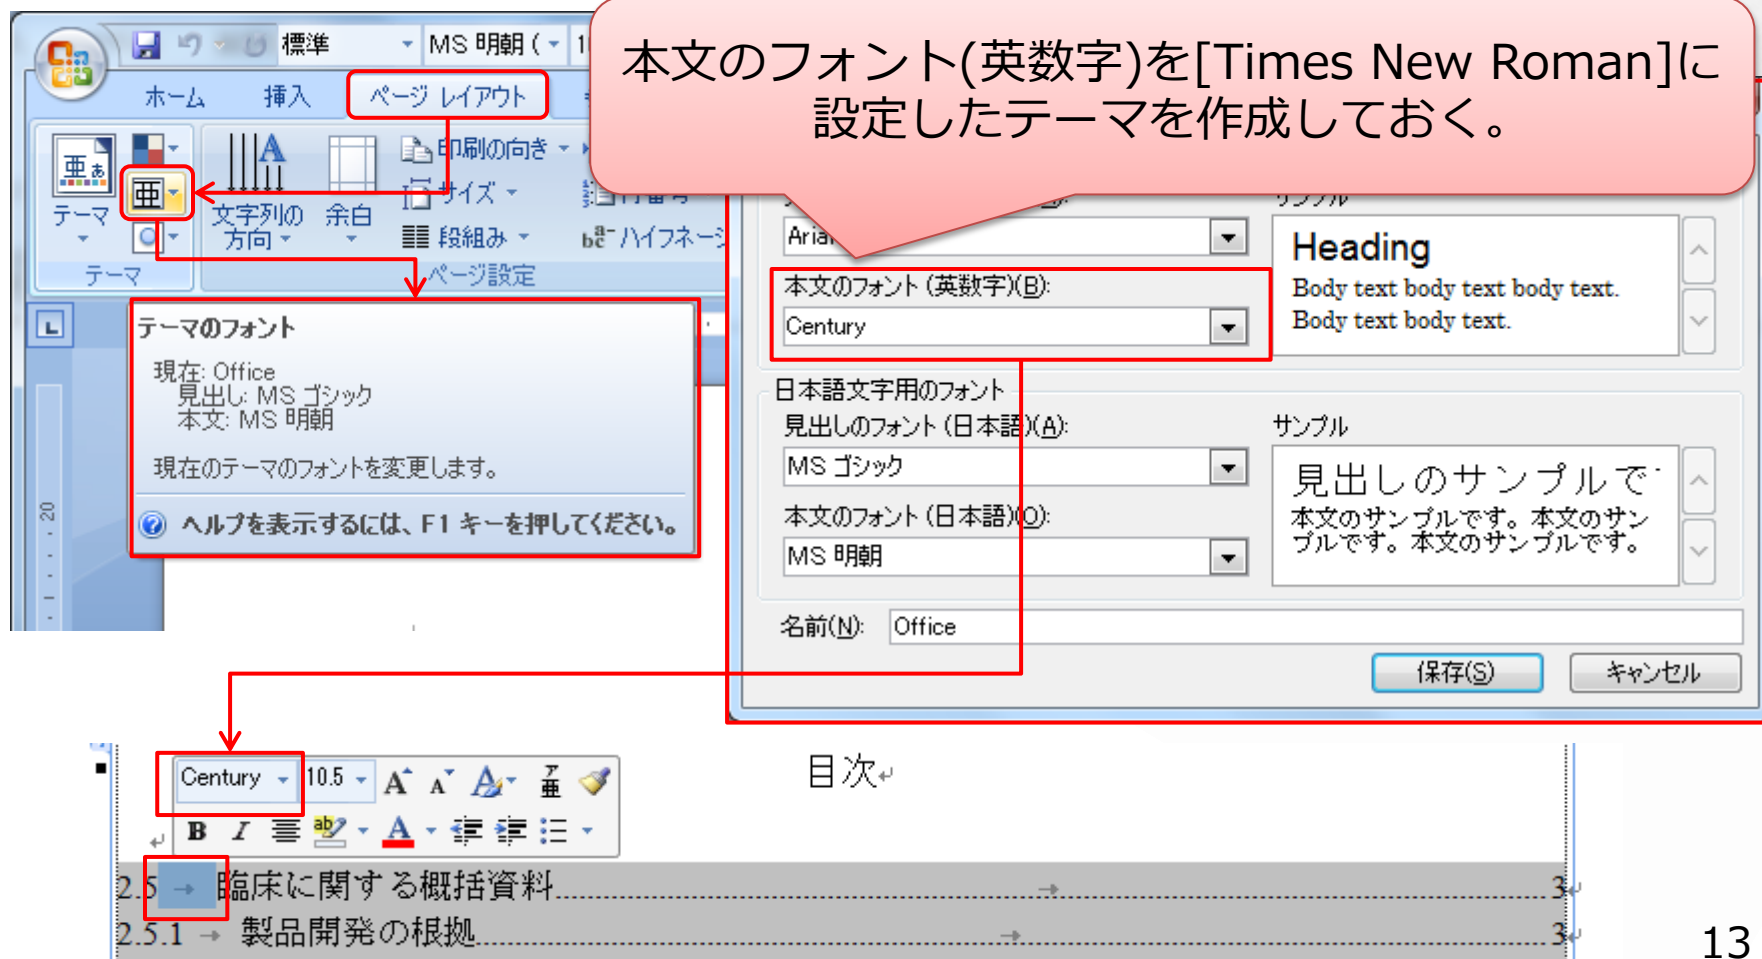 本文のフォント(英数字)を[Times New Roman]に
設定したテーマを作成しておく。
標準
MS 明朝 (
ホーム
挿入
ページ レイアウト
テーマ
文字列の
方向
余白
印刷の向き
サイズ
段組み
ハイフネーシ
テーマ
ページ設定
テーマのフォント
現在: Office
見出し: MS ゴシック
本文: MS 明朝
現在のテーマのフォントを変更します。
ヘルプを表示するには、F1 キーを押してください。
20
サンプル
Heading
Body text body text body text.
Body text body text.
本文のフォント (英数字)(B):
Century
日本語文字用のフォント
見出しのフォント (日本語)(A):
MS ゴシック
サンプル
見出しのサンプルで
本文のサンプルです。本文のサン
プルです。本文のサンプルです。
本文のフォント (日本語)(O):
MS 明朝
名前(N): Office
保存(S)
キャンセル
目次
Century 10.5
2.5 → 臨床に関する概括資料 → 3
2.5.1 → 製品開発の根拠 → 3
13